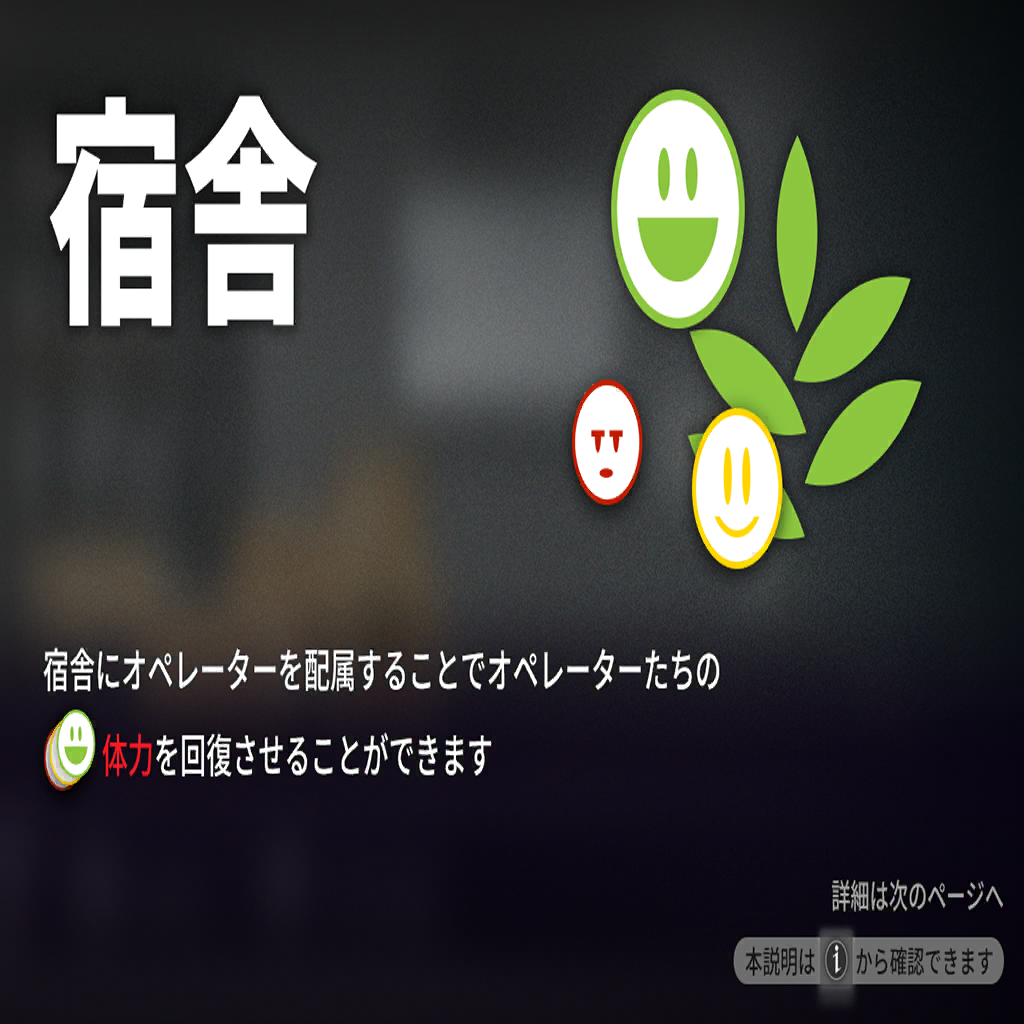 宿舎
宿舎にオペレーターを配属することでオペレーターたちの
体力を回復させることができます
詳細は次のページへ
本説明は i から確認できます